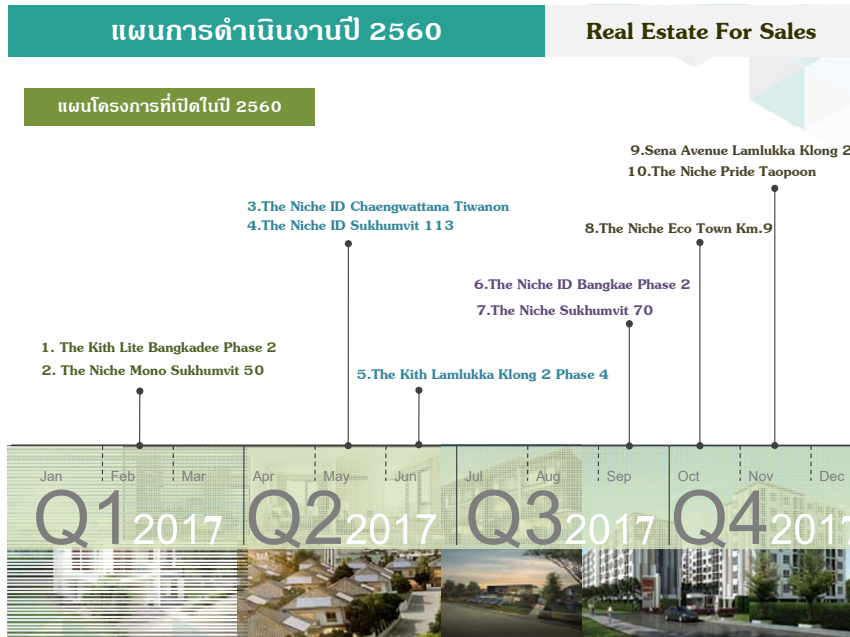 แผนการดำเนินงานปี 2560
Real Estate For Sales
แผนโครงการที่เปิดในปี 2560
9.Sena Avenue Lamlukka Klong 2
10.The Niche Pride Taopoon
3.The Niche ID Chaengwattana Tiwanon
4.The Niche ID Sukhumvit 113
8.The Niche Eco Town Km.9
6.The Niche ID Bangkae Phase 2
7.The Niche Sukhumvit 70
1. The Kith Lite Bangkadee Phase 2
2. The Niche Mono Sukhumvit 50
5.The Kith Lamlukka Klong 2 Phase 4
Jan Feb Mar Apr May Jun Jul Aug Sep Oct Nov Dec
Q1 2017 Q2 2017 Q3 2017 Q4 2017